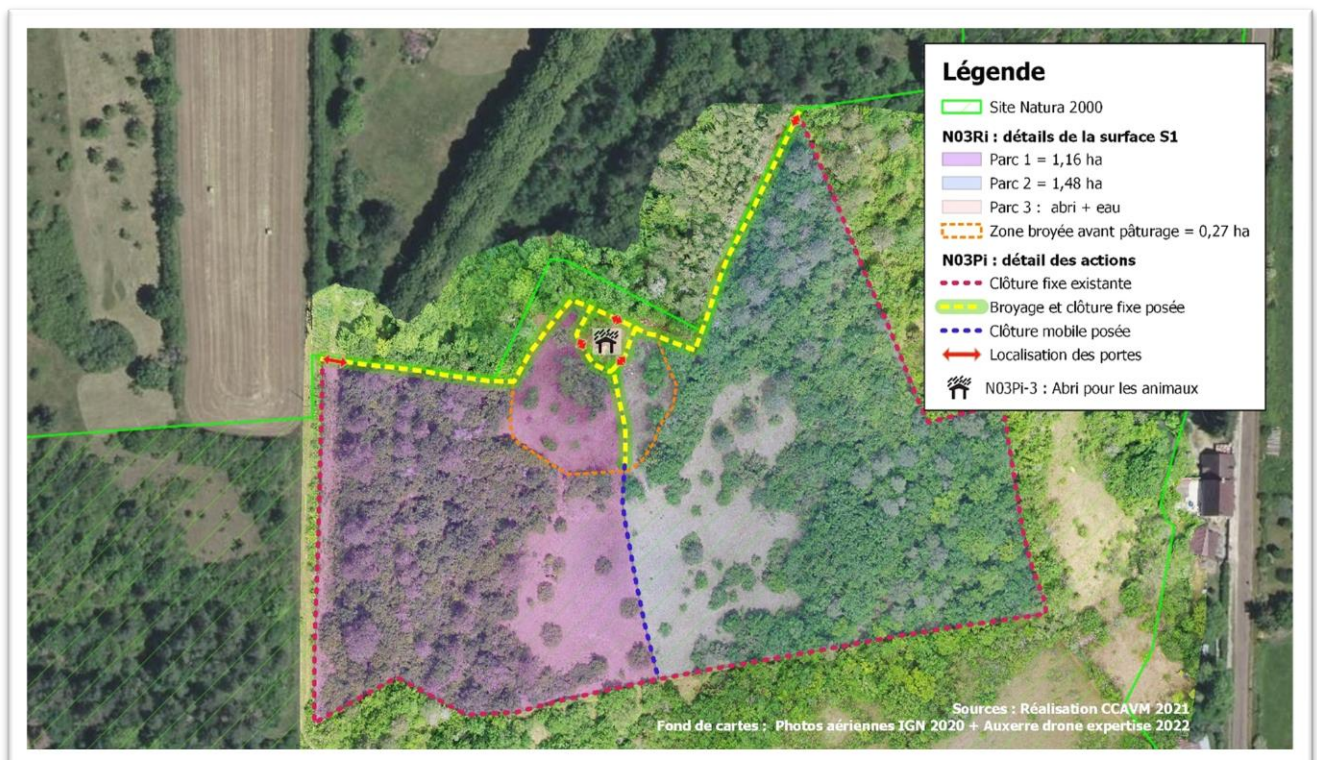 Légende
Site Natura 2000
N03Ri : détails de la surface S1
Parc 1 = 1,16 ha
Parc 2 = 1,48 ha
Parc 3 : abri + eau
Zone broyée avant pâturage = 0,27 ha
N03Pi : détail des actions
Clôture fixe existante
Broyage et clôture fixe posée
Clôture mobile posée
Localisation des portes
N03Pi-3 : Abri pour les animaux
Sources : Réalisation CCAVM 2021
Fond de cartes : Photos aériennes IGN 2020 + Auxerre drone expertise 2022